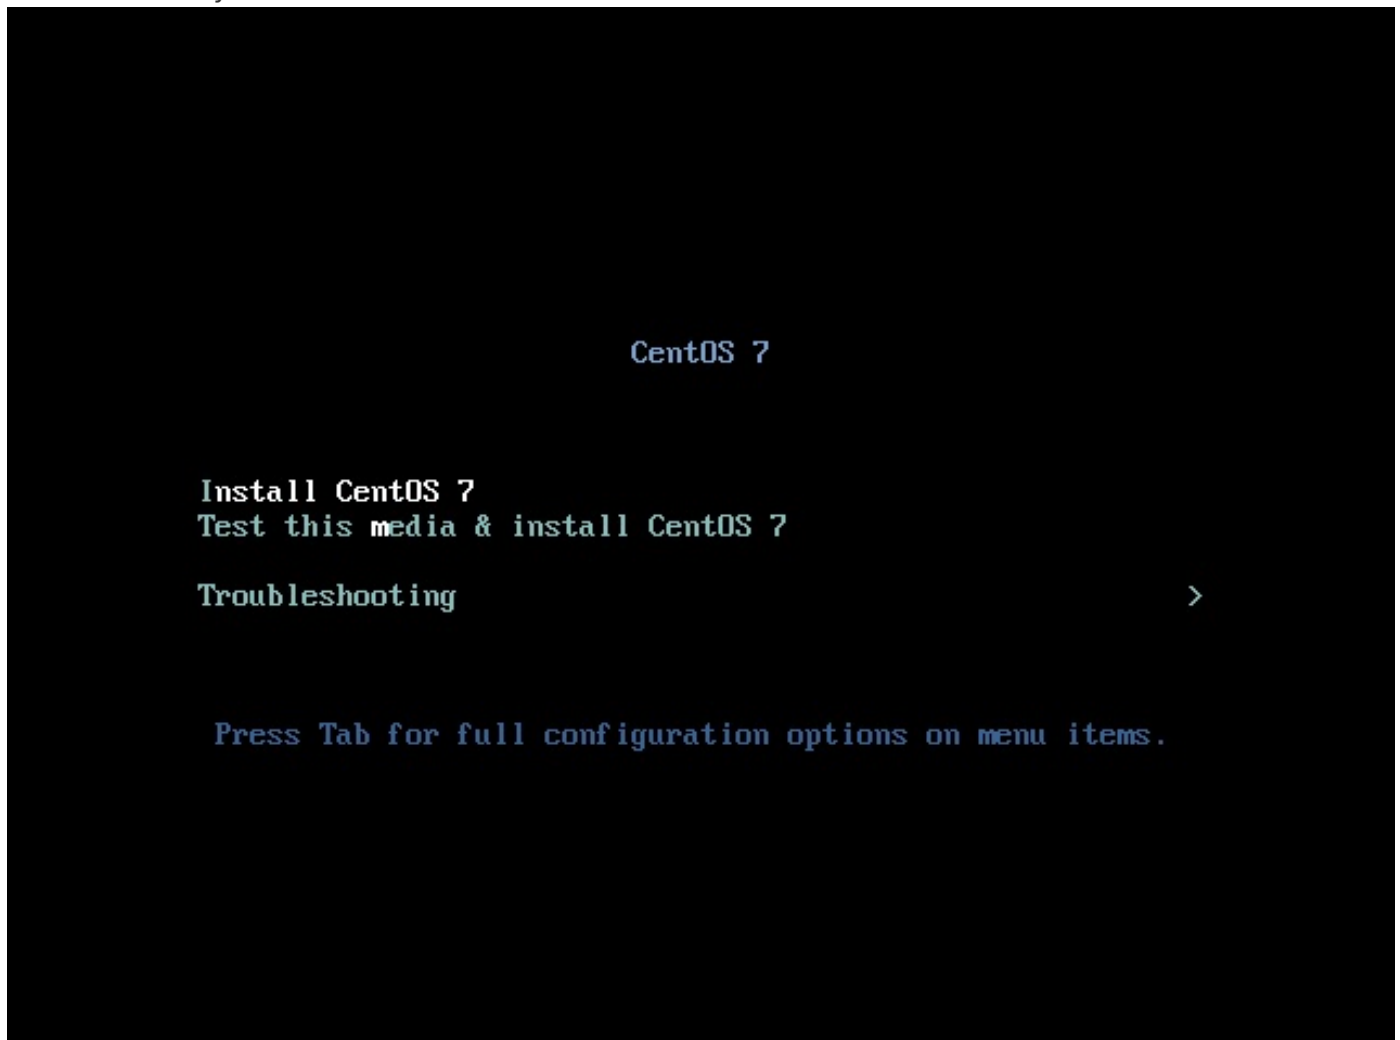 CentOS 7
Install CentOS 7
Test this media & install CentOS 7
Troubleshooting >
Press Tab for full configuration options on menu items.